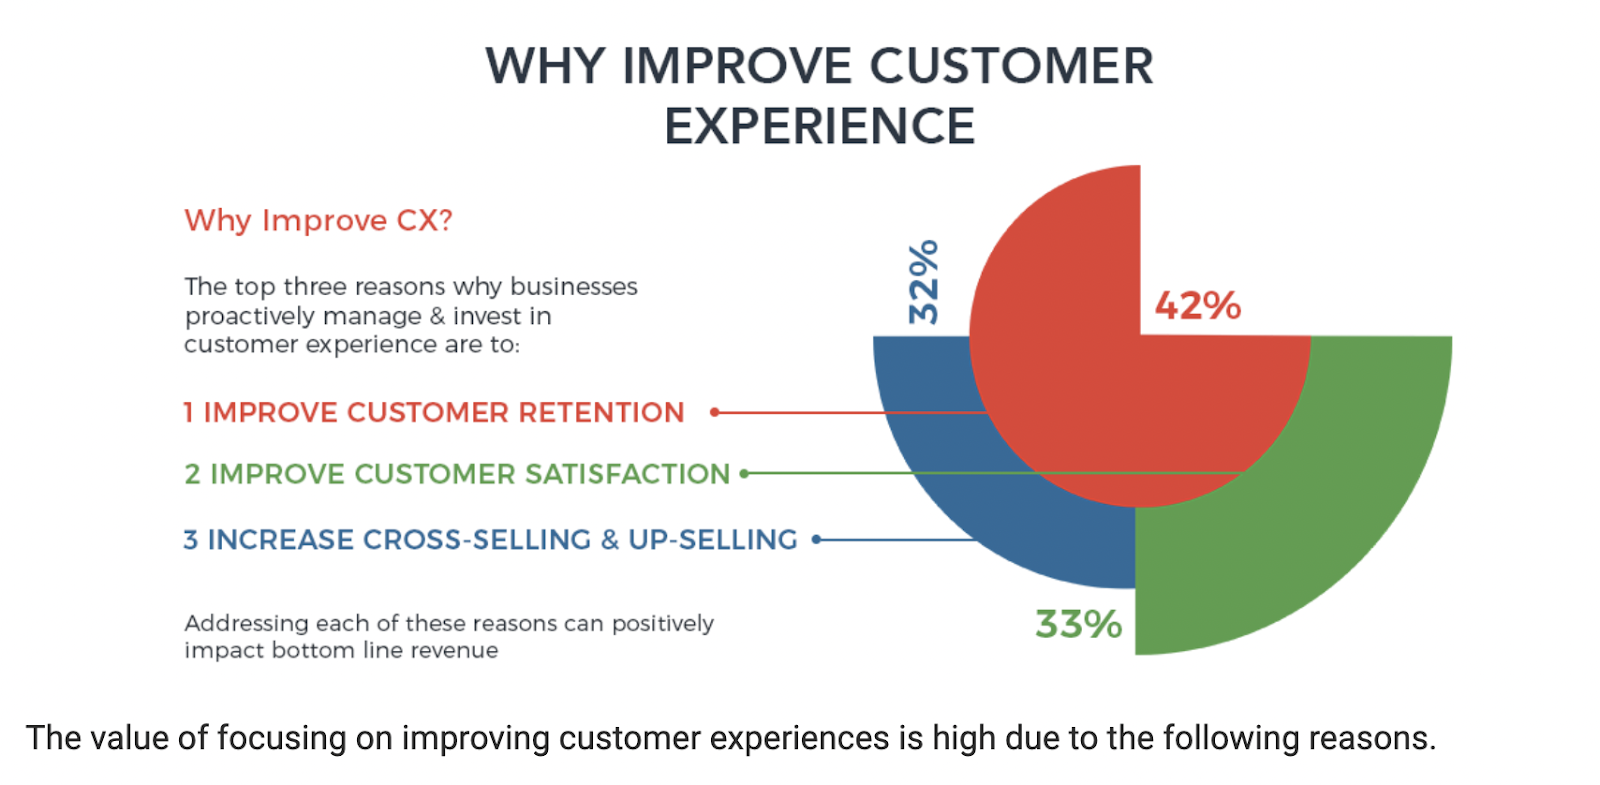 WHY IMPROVE CUSTOMER
EXPERIENCE
Why Improve CX?
The top three reasons why businesses
proactively manage & invest in
customer experience are to:
1 IMPROVE CUSTOMER RETENTION
2 IMPROVE CUSTOMER SATISFACTION
3 INCREASE CROSS-SELLING & UP-SELLING
Addressing each of these reasons can positively
impact bottom line revenue
32%
42%
33%
The value of focusing on improving customer experiences is high due to the following reasons.